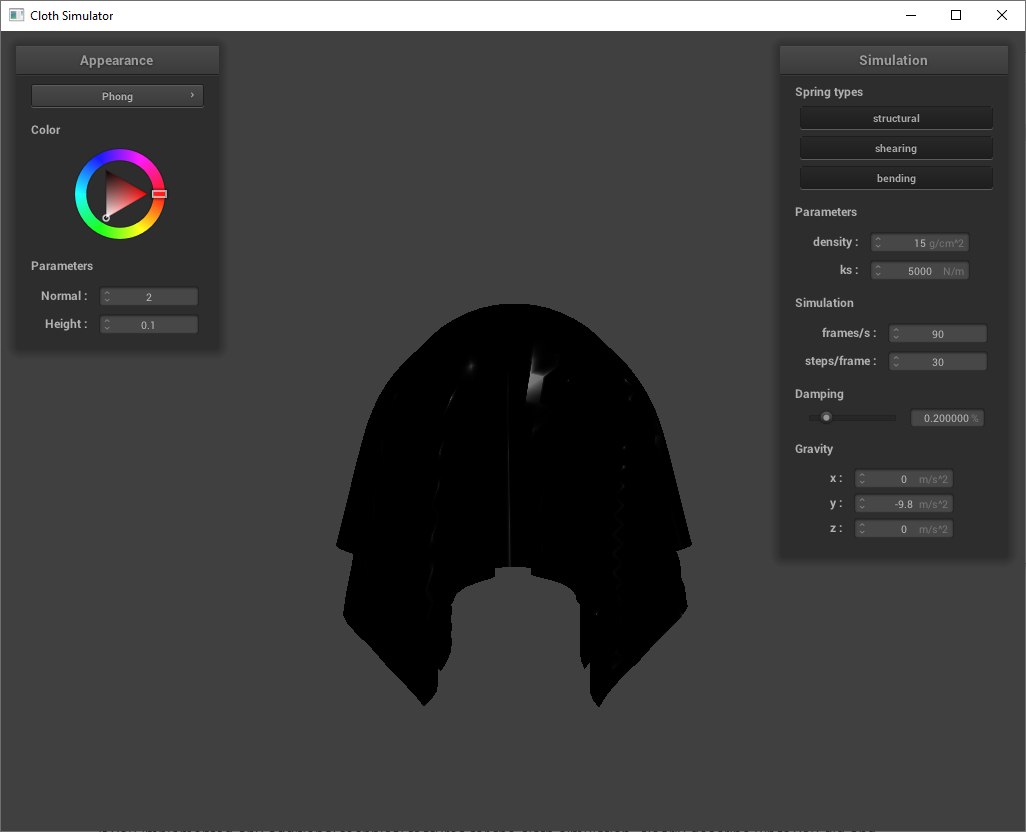 Cloth Simulator
Appearance
Phong
Color
Parameters
Normal : 2
Height : 0.1
Simulation
Spring types
structural
shearing
bending
Parameters
density : 15 g/cm^2
ks : 5000 N/m
Simulation
frames/s : 90
steps/frame : 30
Damping
0.200000 %
Gravity
x : 0 m/s^2
y : -9.8 m/s^2
z : 0 m/s^2